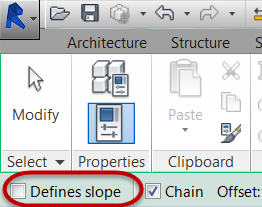 Architecture Structure
Modify
Paste
Select Properties Clipboard
Defines slope Chain Offset: